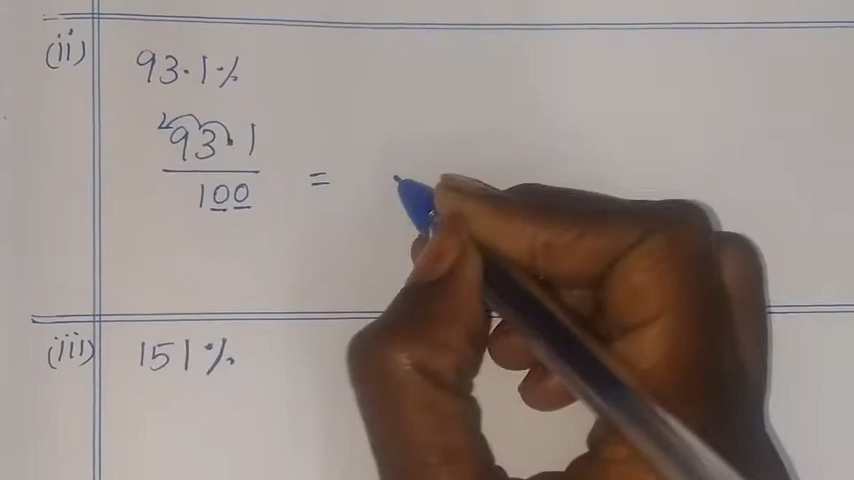 (ii) 93.1%
93.1
100 =
(iii) 151%